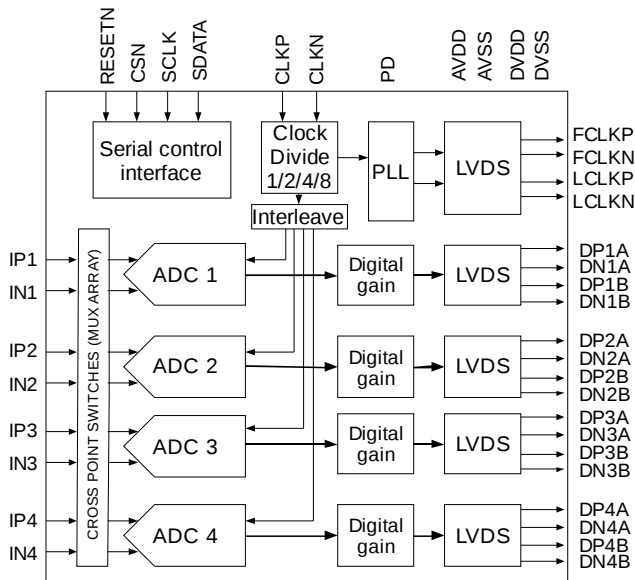 RESETN
CSN
SCLK
SDATA
CLKP
CLKN
PD
AVDD
AVSS
DVDD
DVSS
Serial control
interface
Clock
Divide
1/2/4/8
PLL
LVDS
FCLKP
FCLKN
LCLKP
LCLKN
Interleave
CROSS POINT SWITCHES (MUX ARRAY)
IP1
IN1
ADC 1
Digital
gain
LVDS
DP1A
DN1A
DP1B
DN1B
IP2
IN2
ADC 2
Digital
gain
LVDS
DP2A
DN2A
DP2B
DN2B
IP3
IN3
ADC 3
Digital
gain
LVDS
DP3A
DN3A
DP3B
DN3B
IP4
IN4
ADC 4
Digital
gain
LVDS
DP4A
DN4A
DP4B
DN4B